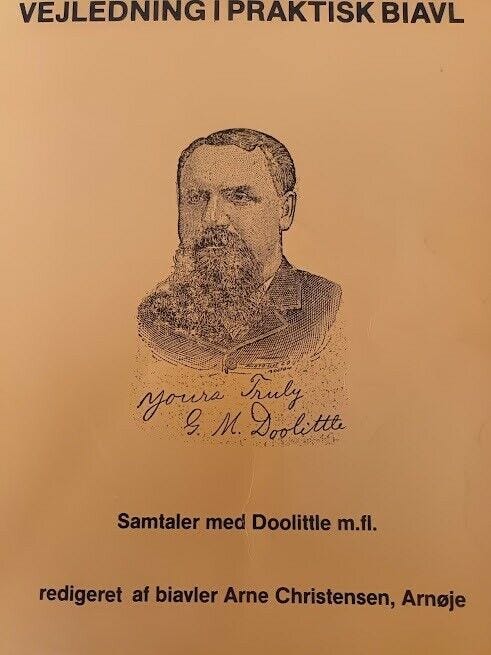 VEJLEDNING I PRAKTISK BIAVL
Yours Truly
G. M. Doolittle
Samtaler med Doolittle m.fl.
redigeret af biavler Arne Christensen, Arnøje